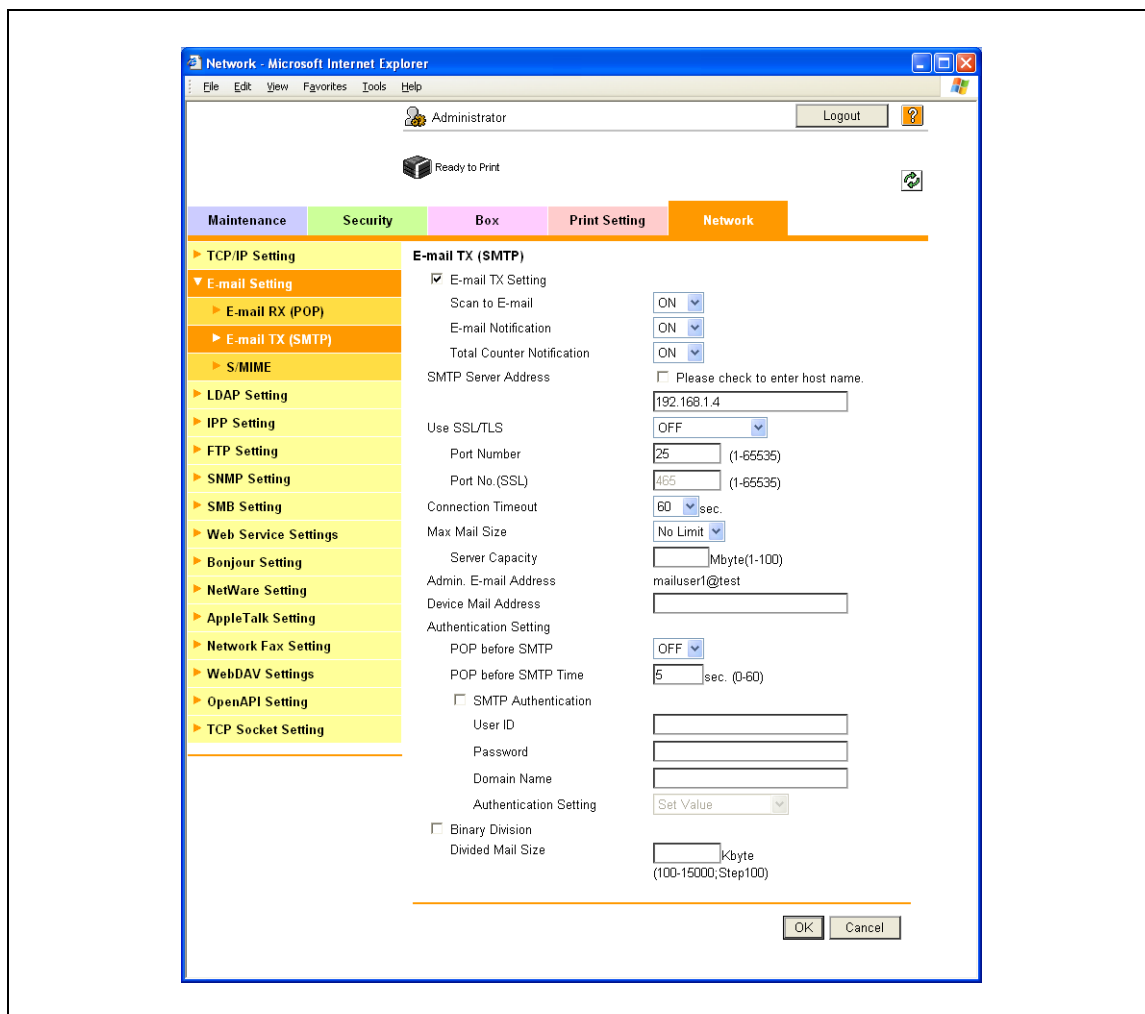 Network - Microsoft Internet Explorer
File Edit View Favorites Tools Help
Administrator
Logout
?
Ready to Print
Maintenance Security Box Print Setting Network
TCP/IP Setting
E-mail Setting
E-mail RX (POP)
E-mail TX (SMTP)
S/MIME
LDAP Setting
IPP Setting
FTP Setting
SNMP Setting
SMB Setting
Web Service Settings
Bonjour Setting
NetWare Setting
AppleTalk Setting
Network Fax Setting
WebDAV Settings
OpenAPI Setting
TCP Socket Setting
E-mail TX (SMTP)
E-mail TX Setting
Scan to E-mail ON
E-mail Notification ON
Total Counter Notification ON
SMTP Server Address Please check to enter host name.
192.168.1.4
Use SSL/TLS OFF
Port Number 25 (1-65535)
Port No.(SSL) 465 (1-65535)
Connection Timeout 60 sec.
Max Mail Size No Limit
Server Capacity Mbyte(1-100)
Admin. E-mail Address mailuser1@test
Device Mail Address
Authentication Setting
POP before SMTP OFF
POP before SMTP Time 5 sec. (0-60)
SMTP Authentication
User ID
Password
Domain Name
Authentication Setting Set Value
Binary Division
Divided Mail Size Kbyte
(100-15000;Step100)
OK Cancel